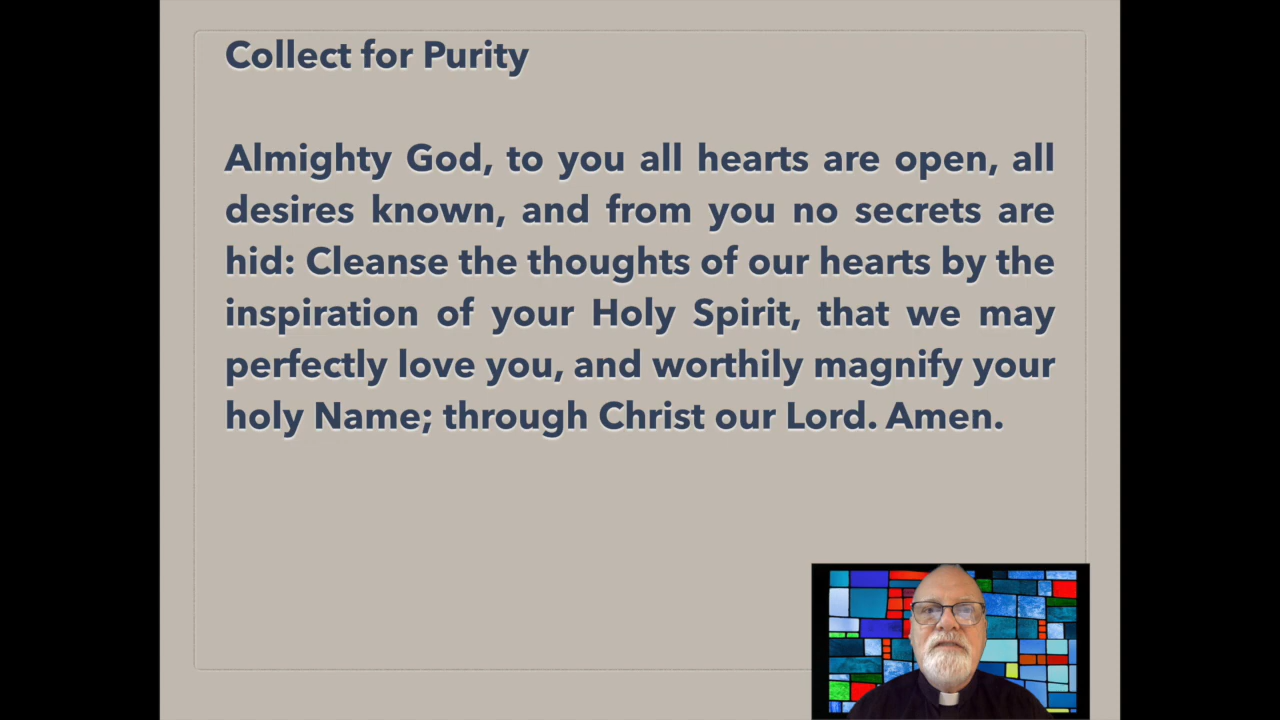 Collect for Purity
Almighty God, to you all hearts are open, all
desires known, and from you no secrets are
hid: Cleanse the thoughts of our hearts by the
inspiration of your Holy Spirit, that we may
perfectly love you, and worthily magnify your
holy Name; through Christ our Lord. Amen.